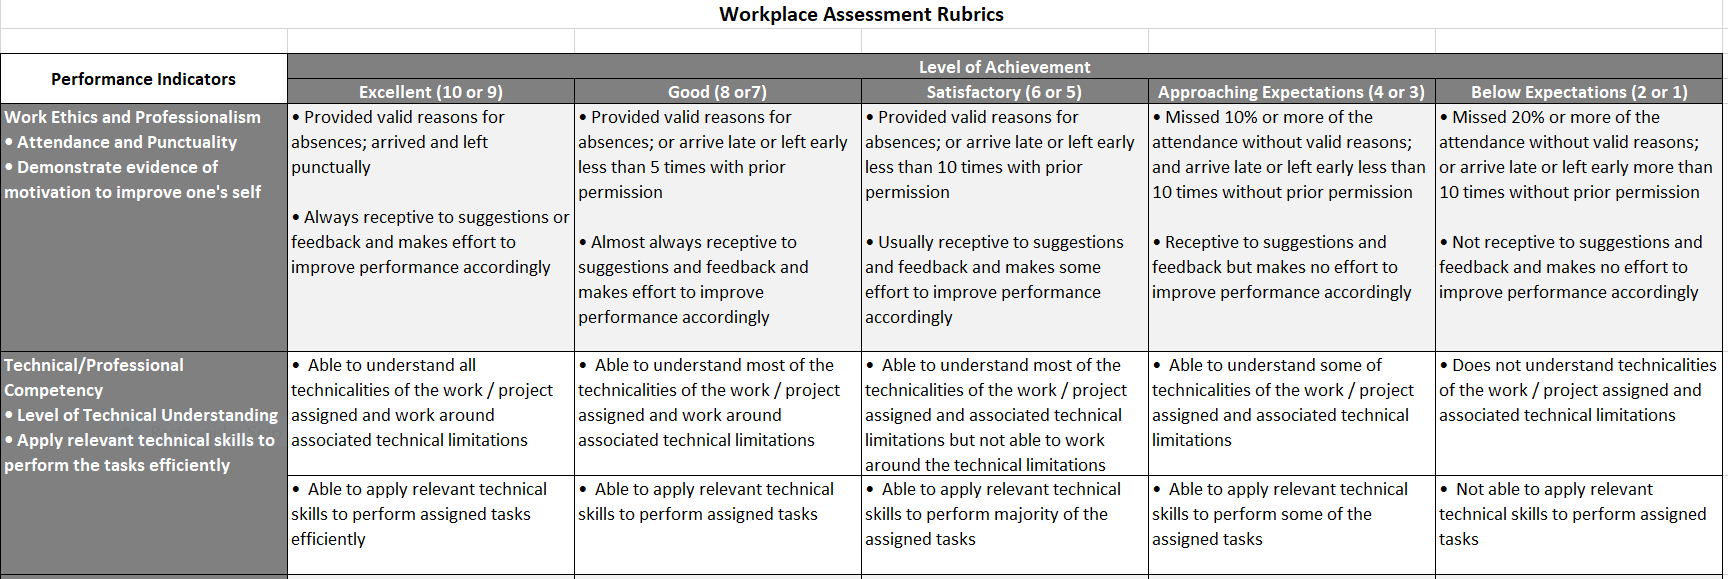 Workplace Assessment Rubrics
Performance Indicators
Level of Achievement
Excellent (10 or 9)
Good (8 or7)
Satisfactory (6 or 5)
Approaching Expectations (4 or 3)
Below Expectations (2 or 1)
Work Ethics and Professionalism
• Attendance and Punctuality
• Demonstrate evidence of
motivation to improve one's self
• Provided valid reasons for
absences; arrived and left
punctually
• Always receptive to suggestions or
feedback and makes effort to
improve performance accordingly
• Provided valid reasons for
absences; or arrive late or left early
less than 5 times with prior
permission
• Almost always receptive to
suggestions and feedback and
makes effort to improve
performance accordingly
• Provided valid reasons for
absences; or arrive late or left early
less than 10 times with prior
permission
• Usually receptive to suggestions
and feedback and makes some
effort to improve performance
accordingly
• Missed 10% or more of the
attendance without valid reasons;
and arrive late or left early less than
10 times without prior permission
• Receptive to suggestions and
feedback but makes no effort to
improve performance accordingly
• Missed 20% or more of the
attendance without valid reasons;
or arrive late or left early more than
10 times without prior permission
• Not receptive to suggestions and
feedback and makes no effort to
improve performance accordingly
Technical/Professional
Competency
• Level of Technical Understanding
• Apply relevant technical skills to
perform the tasks efficiently
• Able to understand all
technicalities of the work / project
assigned and work around
associated technical limitations
• Able to understand most of the
technicalities of the work / project
assigned and work around
associated technical limitations
• Able to understand most of the
technicalities of the work / project
assigned and associated technical
limitations but not able to work
around the technical limitations
• Able to understand some of
technicalities of the work / project
assigned and associated technical
limitations
• Does not understand technicalities
of the work / project assigned and
associated technical limitations
• Able to apply relevant technical
skills to perform assigned tasks
efficiently
• Able to apply relevant technical
skills to perform assigned tasks
• Able to apply relevant technical
skills to perform majority of the
assigned tasks
• Able to apply relevant technical
skills to perform some of the
assigned tasks
• Not able to apply relevant
technical skills to perform assigned
tasks